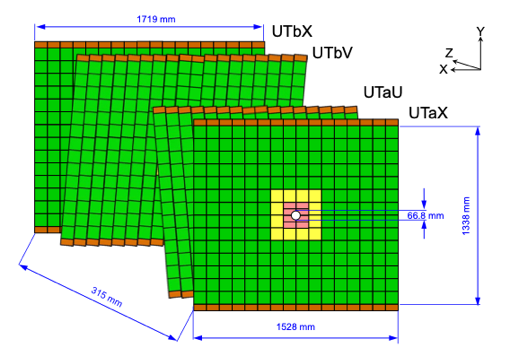 1719 mm
UTbX
UTbV
UTaU
UTaX
Y
Z
X
66.8 mm
1338 mm
315 mm
1528 mm